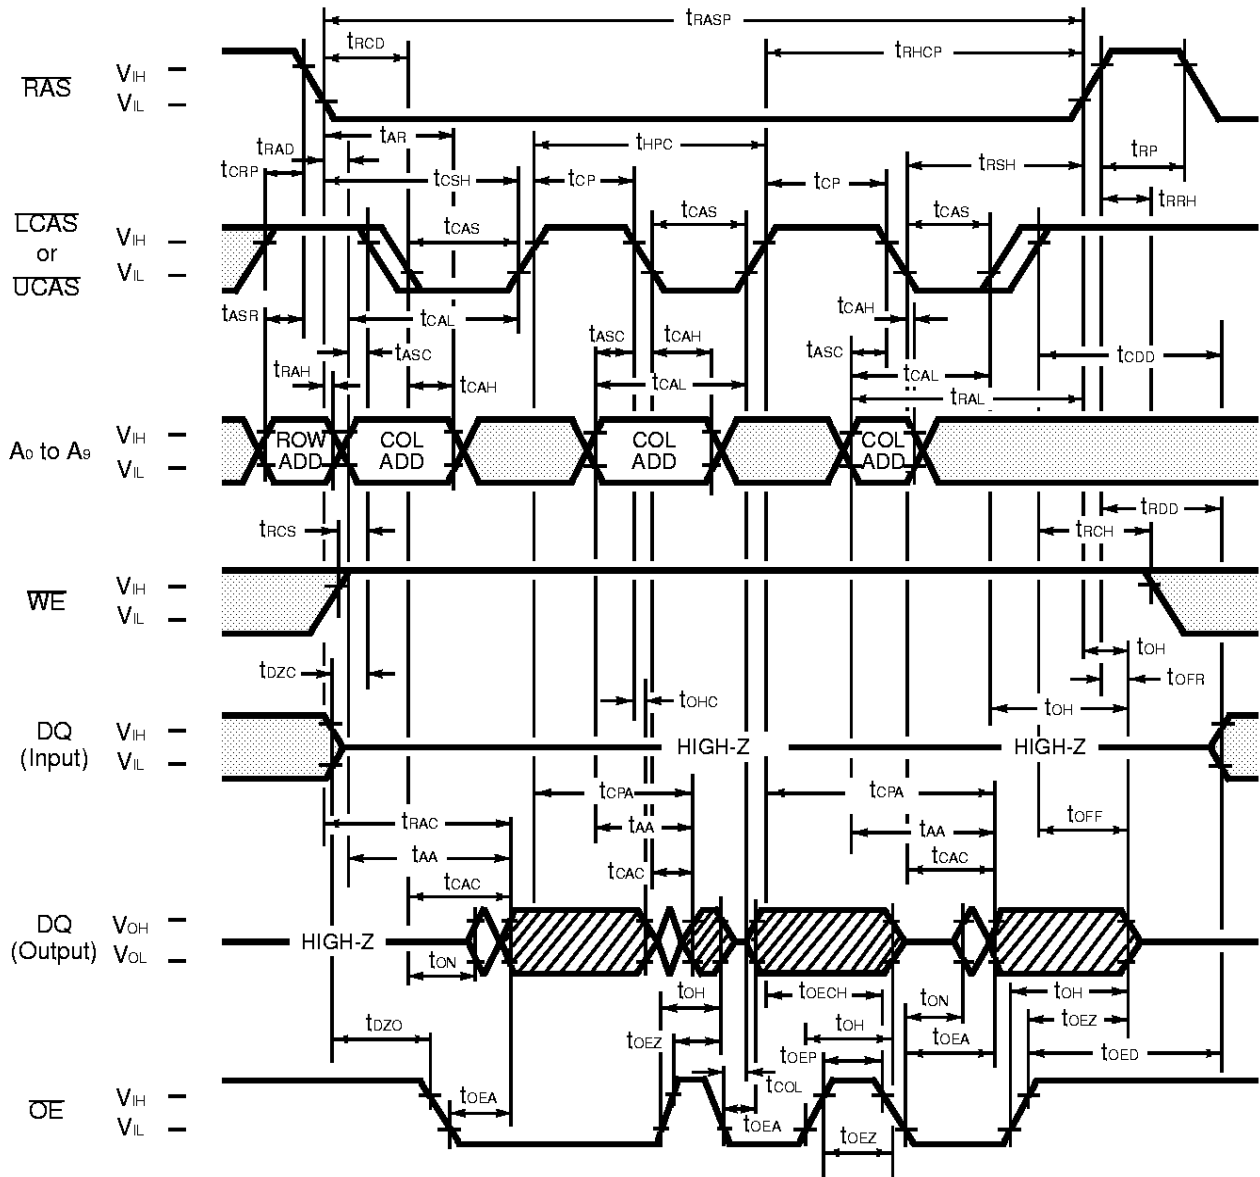 tRASP
tRCD
tRHCP
RAS
VIH
VIL
tAR
tRAD
tHPC
tRP
tCRP
tCSH
tCP
tCP
tRSH
tRRH
LCAS
or
UCAS
VIH
VIL
tCAS
tCAS
tCAS
tASR
tCAL
tCAH
tASC
tASC
tCAH
tASC
tCDD
tRAH
tCAH
tCAL
tCAL
tRAL
A0 to A9
VIH
VIL
ROW
ADD
COL
ADD
COL
ADD
COL
ADD
tRDD
tRCS
tRCH
WE
VIH
VIL
tOH
tDZC
tOFR
tOHC
tOH
DQ
(Input)
VIH
VIL
HIGH-Z
HIGH-Z
tCPA
tCPA
tRAC
tAA
tAA
tOFF
tAA
tCAC
tCAC
tCAC
DQ
(Output)
VOH
VOL
HIGH-Z
tON
tOH
tOECH
tON
tOH
tDZO
tOEZ
tOH
tOEA
tOEZ
tOEP
tOED
tCOL
OE
VIH
VIL
tOEA
tOEA
tOEZ